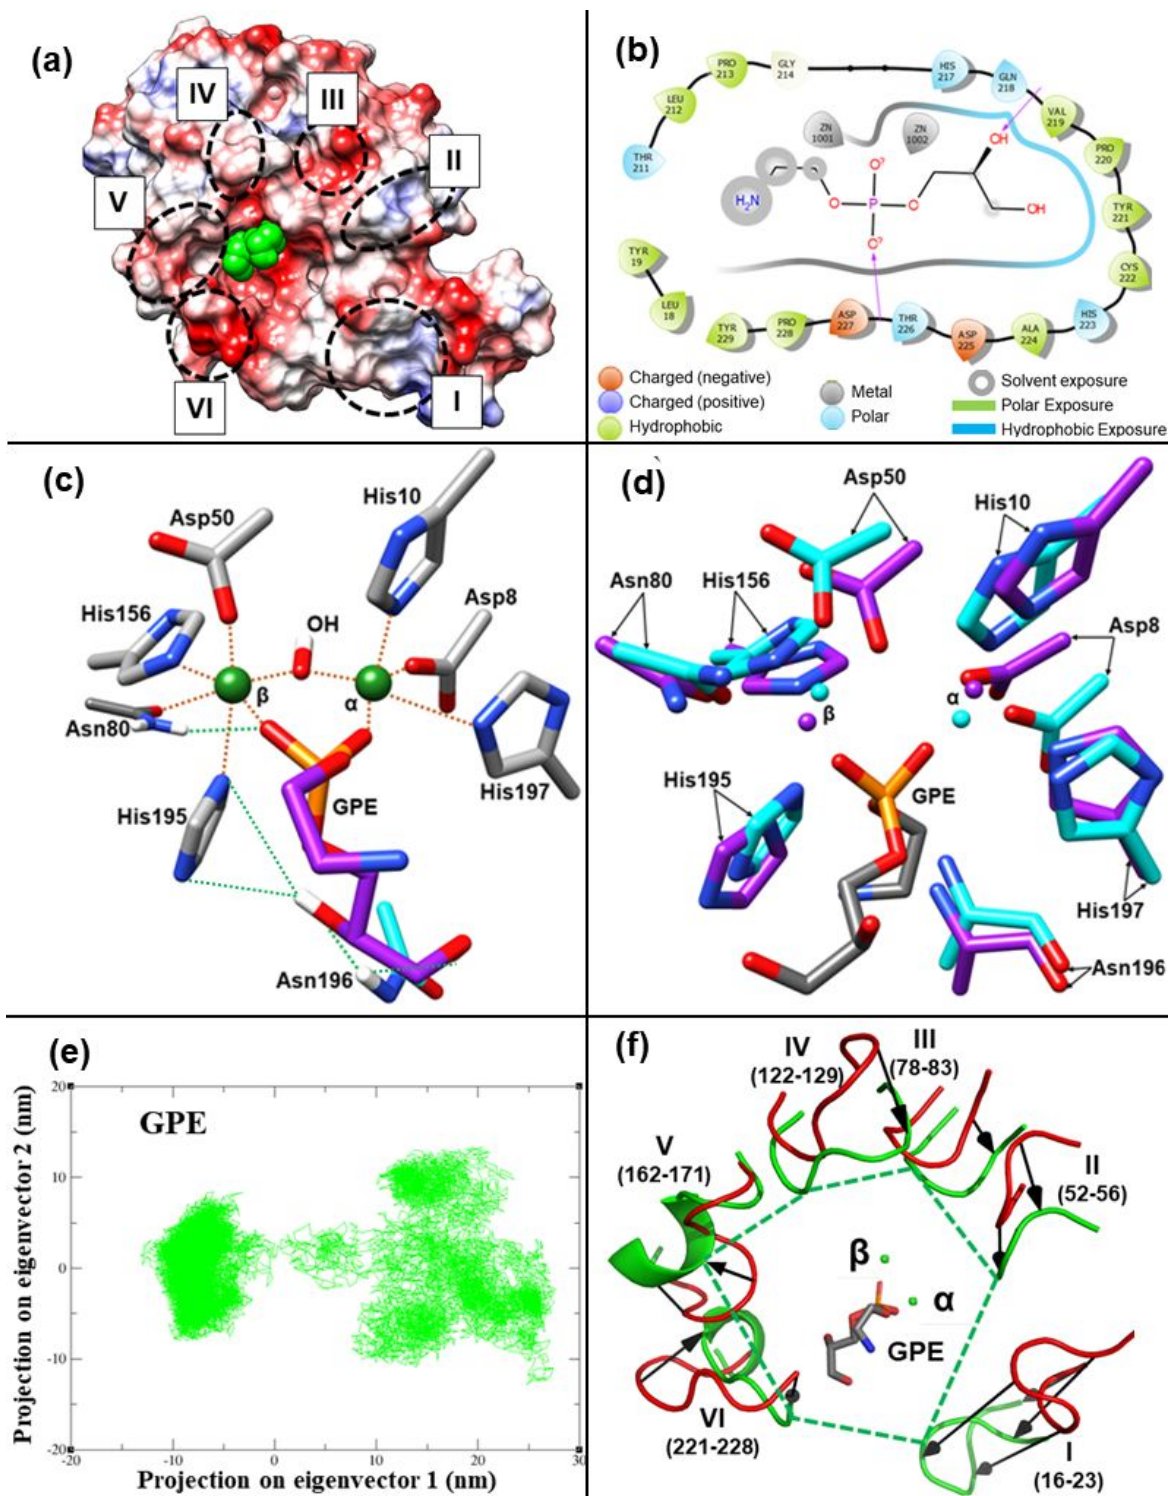 (a)
IV
III
II
V
VI
I
(b)
PRO
213
GLY
214
HIS
217
GLN
218
LEU
212
VAL
219
ZN
1001
ZN
1002
OH
PRO
220
THR
211
O?
H₂N
O
P
O
OH
TYR
221
O?
TYR
19
CYS
222
LEU
18
HIS
223
TYR
229
PRO
228
ASP
227
THR
226
ASP
225
ALA
224
Charged (negative)
Charged (positive)
Hydrophobic
Metal
Polar
Solvent exposure
Polar Exposure
Hydrophobic Exposure
(c)
His10
Asp50
His156
OH
Asp8
β
α
Asn80
GPE
His195
His197
Asn196
(d)
Asp50
His10
Asn80
His156
Asp8
α
β
GPE
His195
His197
Asn196
(e)
GPE
Projection on eigenvector 2 (nm)
20
10
0
-10
-20
-10
0
10
20
30
Projection on eigenvector 1 (nm)
(f)
III
(78-83)
IV
(122-129)
V
(162-171)
II
(52-56)
β
α
GPE
VI
(221-228)
I
(16-23)